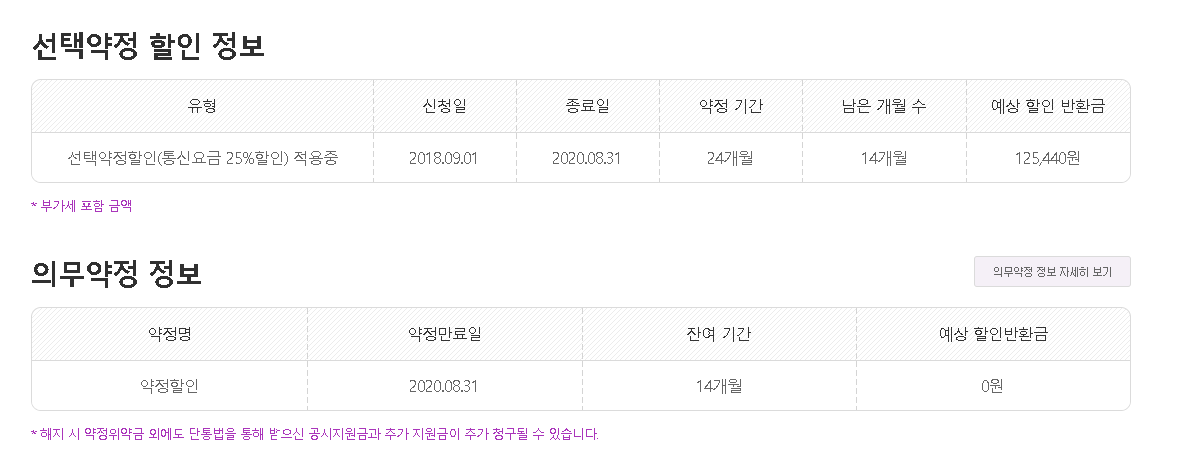 선택약정 할인 정보
유형 신청일 종료일 약정 기간 남은 개월 수 예상 할인 반환금
선택약정할인(통신요금 25%할인) 적용중 2018.09.01 2020.08.31 24개월 14개월 125,440원
* 부가세 포함 금액
의무약정 정보
의무약정 정보 자세히 보기
약정명 약정만료일 잔여 기간 예상 할인반환금
약정할인 2020.08.31 14개월 0원
* 해지 시 약정위약금 외에도 단통법을 통해 받으신 공시지원금과 추가 지원금이 추가 청구될 수 있습니다.